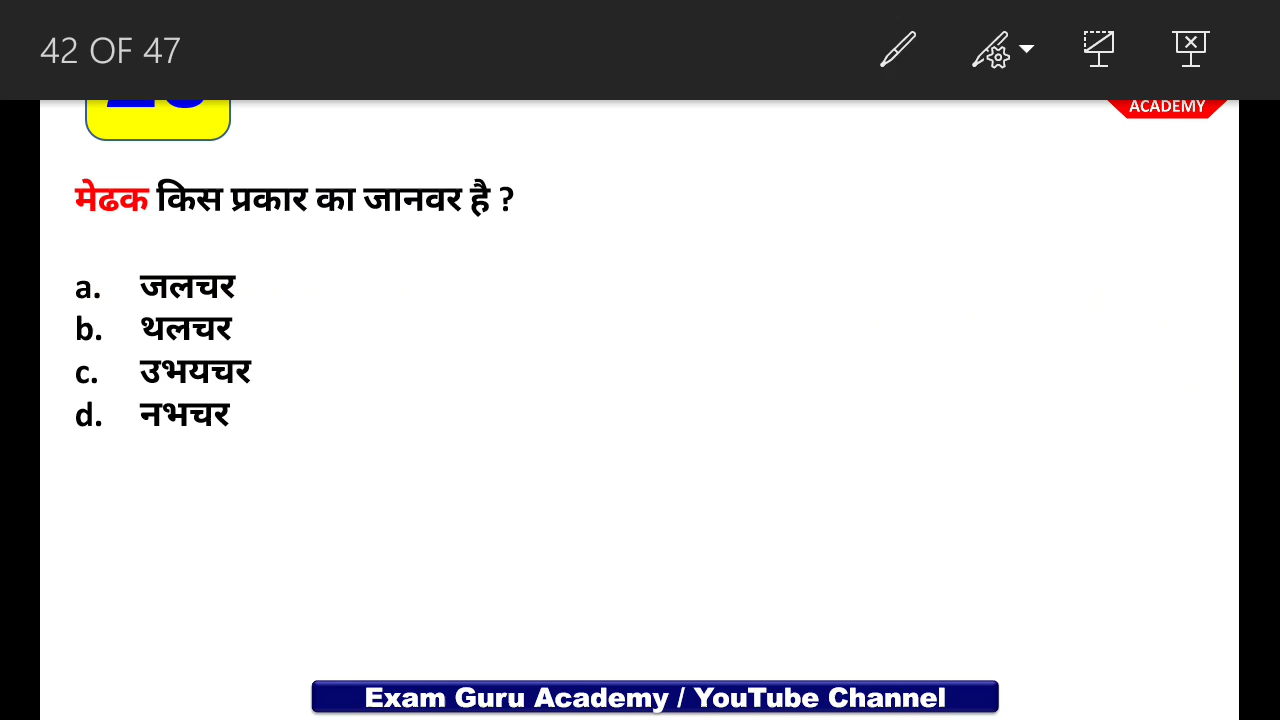 42 OF 47
ACADEMY
मेढक किस प्रकार का जानवर है ?
a. जलचर
b. थलचर
c. उभयचर
d. नभचर
Exam Guru Academy / YouTube Channel